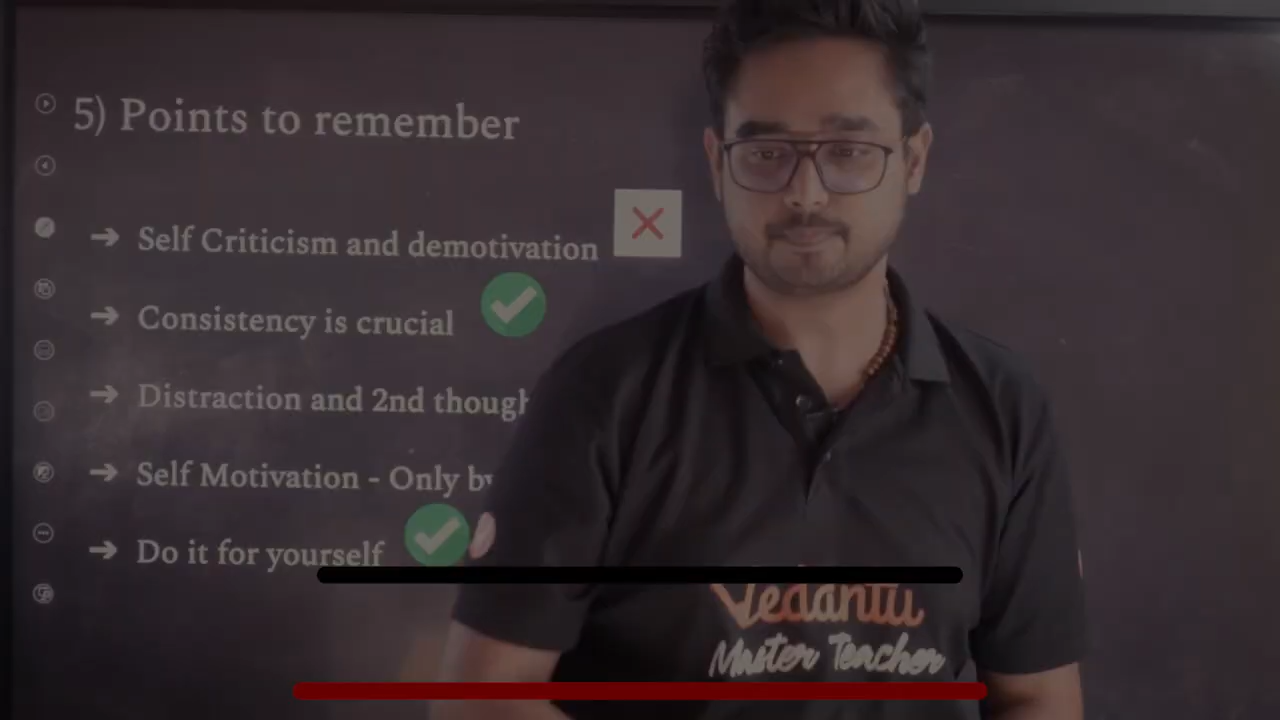 5) Points to remember
➔ Self Criticism and demotivation
➔ Consistency is crucial
➔ Distraction and 2nd
➔ Self Motivation - Only
➔ Do it for yourself
Vedantu
Master Teacher